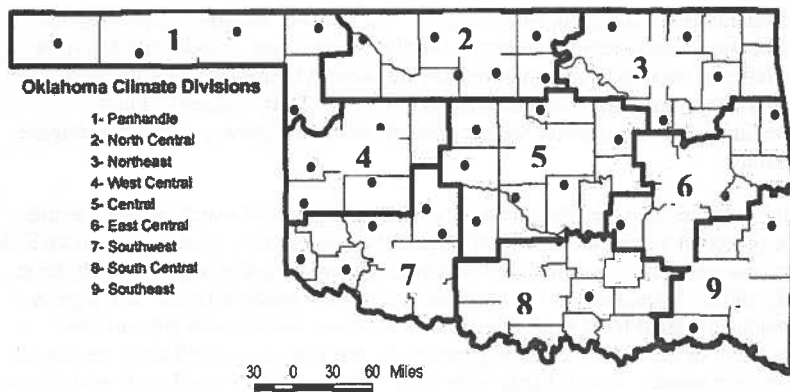 1
2
3
Oklahoma Climate Divisions
1- Panhandle
2- North Central
3- Northeast
4- West Central
5- Central
6- East Central
7- Southwest
8- South Central
9- Southeast
4
5
6
7
8
9
30 0 30 60 Miles